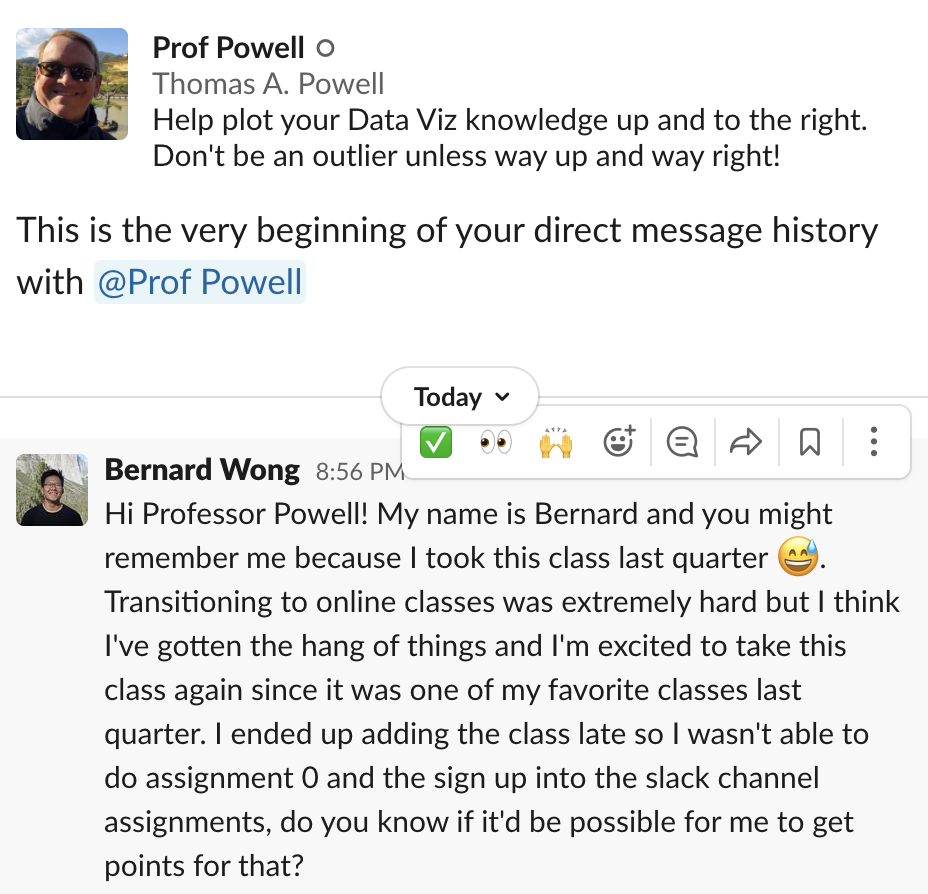 Prof Powell
Thomas A. Powell
Help plot your Data Viz knowledge up and to the right.
Don't be an outlier unless way up and way right!
This is the very beginning of your direct message history
with @Prof Powell
Today
Bernard Wong 8:56 PM
Hi Professor Powell! My name is Bernard and you might
remember me because I took this class last quarter 😅.
Transitioning to online classes was extremely hard but I think
I've gotten the hang of things and I'm excited to take this
class again since it was one of my favorite classes last
quarter. I ended up adding the class late so I wasn't able to
do assignment 0 and the sign up into the slack channel
assignments, do you know if it'd be possible for me to get
points for that?